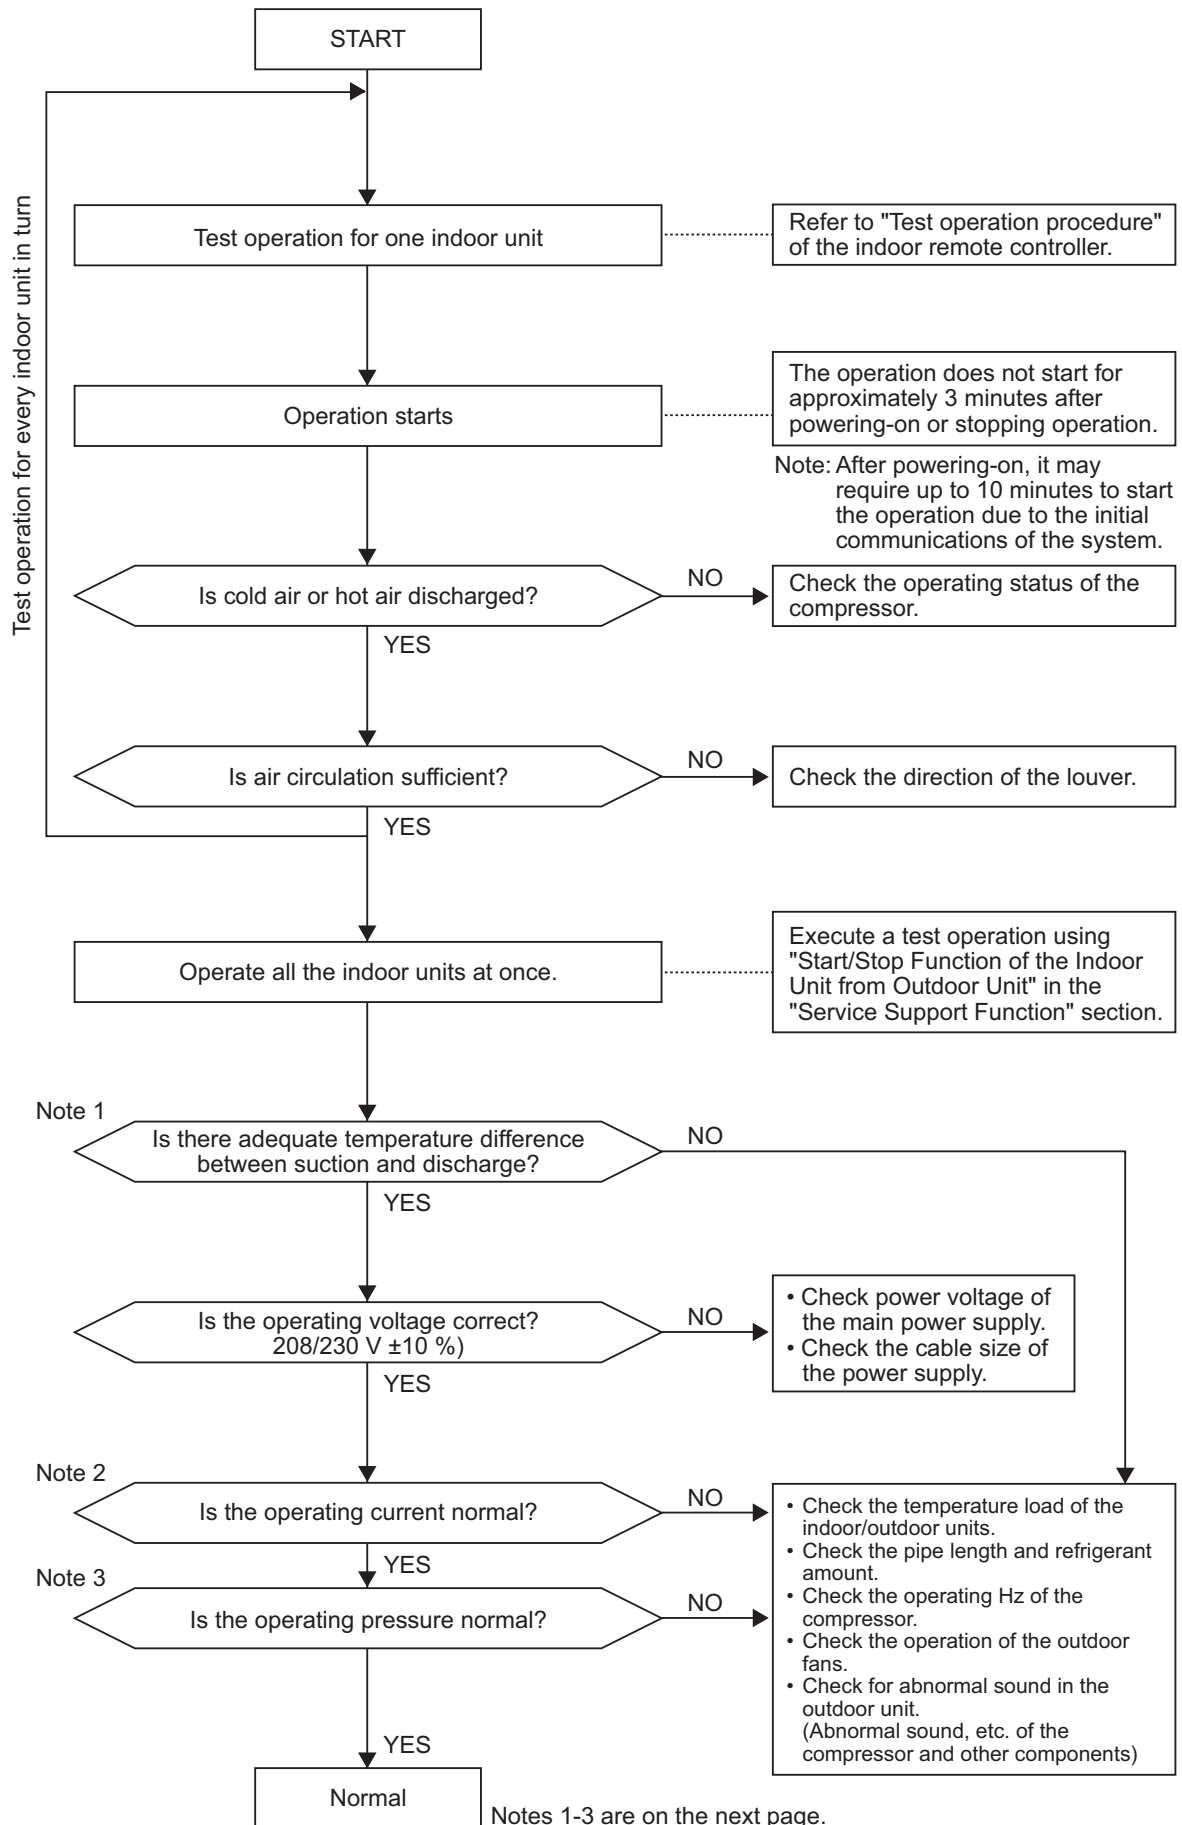 START
Test operation for every indoor unit in turn
Test operation for one indoor unit
Refer to "Test operation procedure"
of the indoor remote controller.
Operation starts
The operation does not start for
approximately 3 minutes after
powering-on or stopping operation.
Note: After powering-on, it may
require up to 10 minutes to start
the operation due to the initial
communications of the system.
Is cold air or hot air discharged?
NO
Check the operating status of the
compressor.
YES
Is air circulation sufficient?
NO
Check the direction of the louver.
YES
Operate all the indoor units at once.
Execute a test operation using
"Start/Stop Function of the Indoor
Unit from Outdoor Unit" in the
"Service Support Function" section.
Note 1
Is there adequate temperature difference
between suction and discharge?
NO
YES
Is the operating voltage correct?
208/230 V ±10 %)
NO
• Check power voltage of
the main power supply.
• Check the cable size of
the power supply.
YES
Note 2
Is the operating current normal?
NO
YES
Note 3
Is the operating pressure normal?
NO
• Check the temperature load of the
indoor/outdoor units.
• Check the pipe length and refrigerant
amount.
• Check the operating Hz of the
compressor.
• Check the operation of the outdoor
fans.
• Check for abnormal sound in the
outdoor unit.
(Abnormal sound, etc. of the
compressor and other components)
YES
Normal
Notes 1-3 are on the next page.